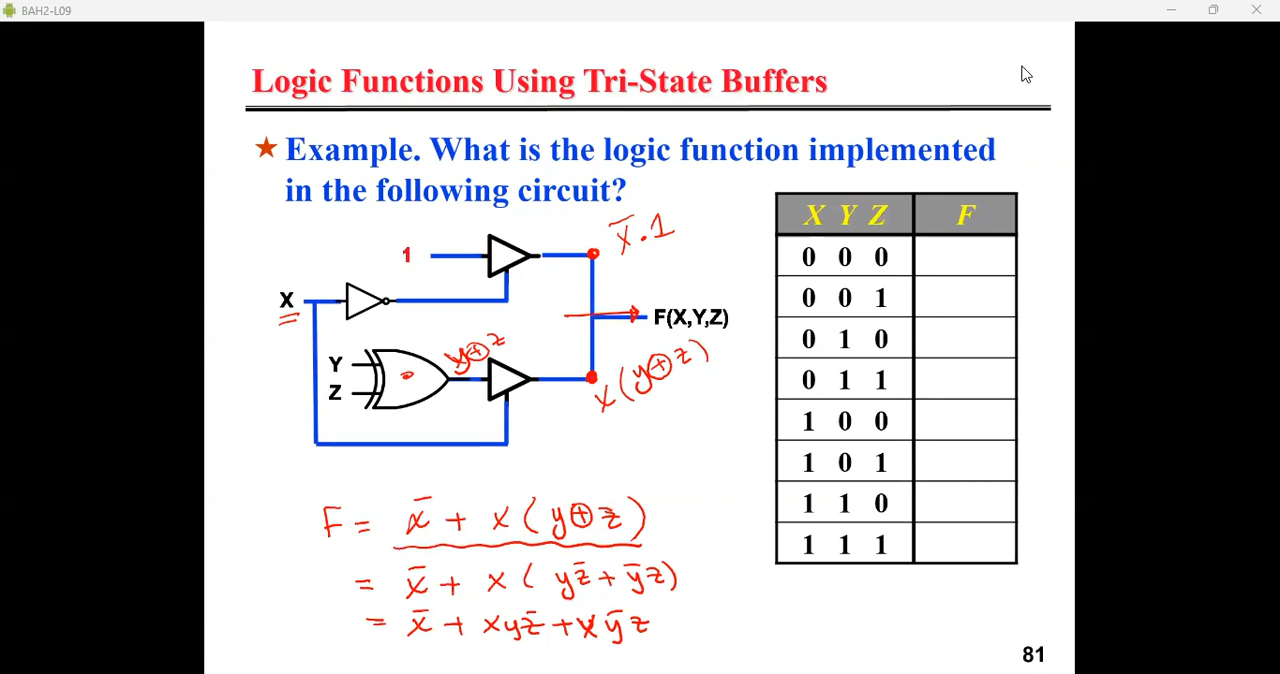 BAH2-L09
Logic Functions Using Tri-State Buffers
★ Example. What is the logic function implemented
in the following circuit?
X Y Z F
0 0 0
0 0 1
0 1 0
0 1 1
1 0 0
1 0 1
1 1 0
1 1 1
1
x̄.1
X
F(X,Y,Z)
Y
Z
y⊕z
x(y⊕z)
F = x̄ + x(y⊕z)
= x̄ + x(yz̄ + ȳz)
= x̄ + xyz̄ + xȳz
81